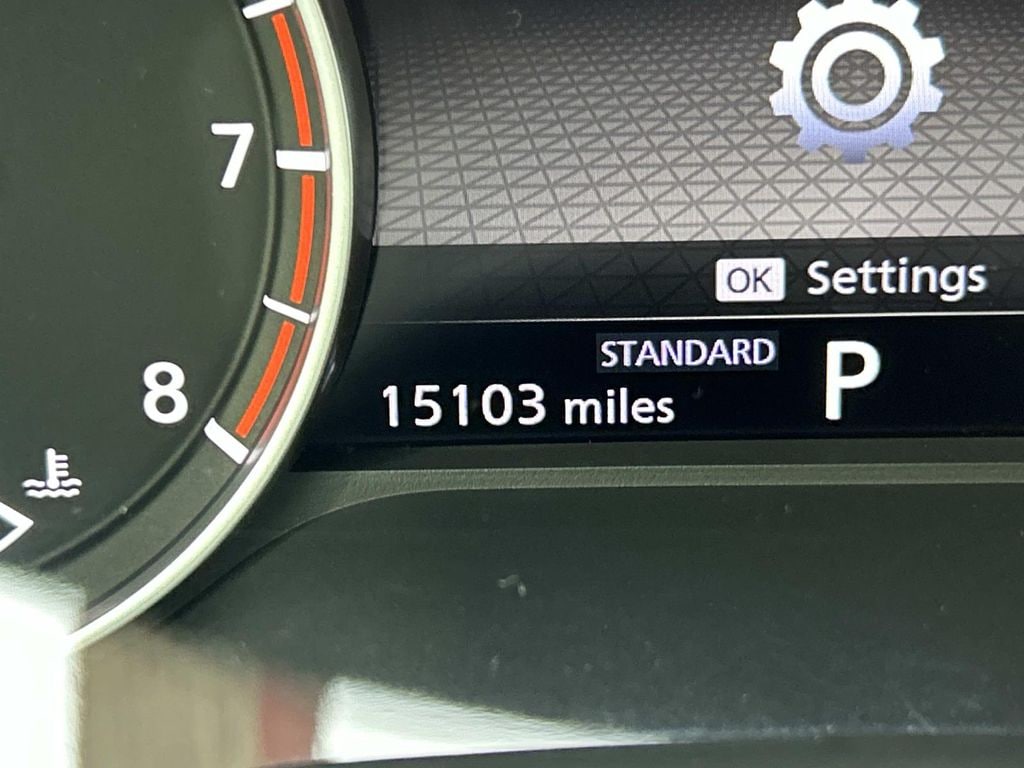 7
OK Settings
STANDARD
P
8
15103 miles